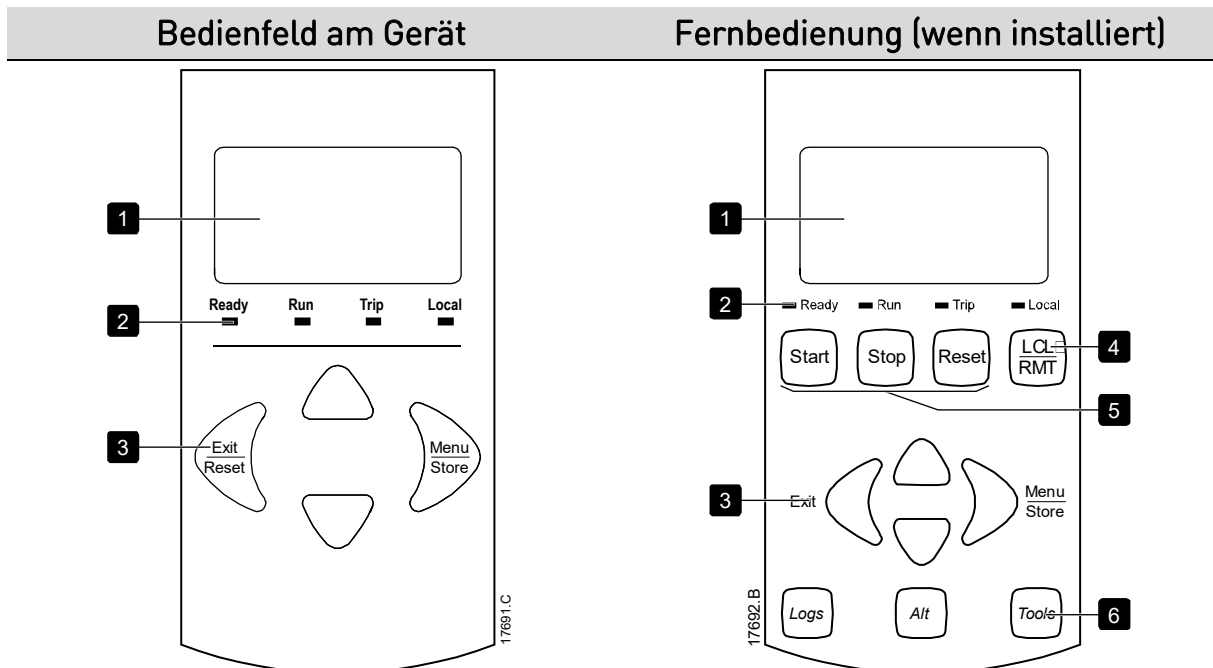 Bedienfeld am Gerät
Fernbedienung (wenn installiert)
1
Ready Run Trip Local
2
3
Exit
Reset
Menu
Store
17691.C
1
2
Ready Run Trip Local
Start Stop Reset LCL
RMT
4
5
3
Exit
Menu
Store
17692.B
Logs Alt Tools
6